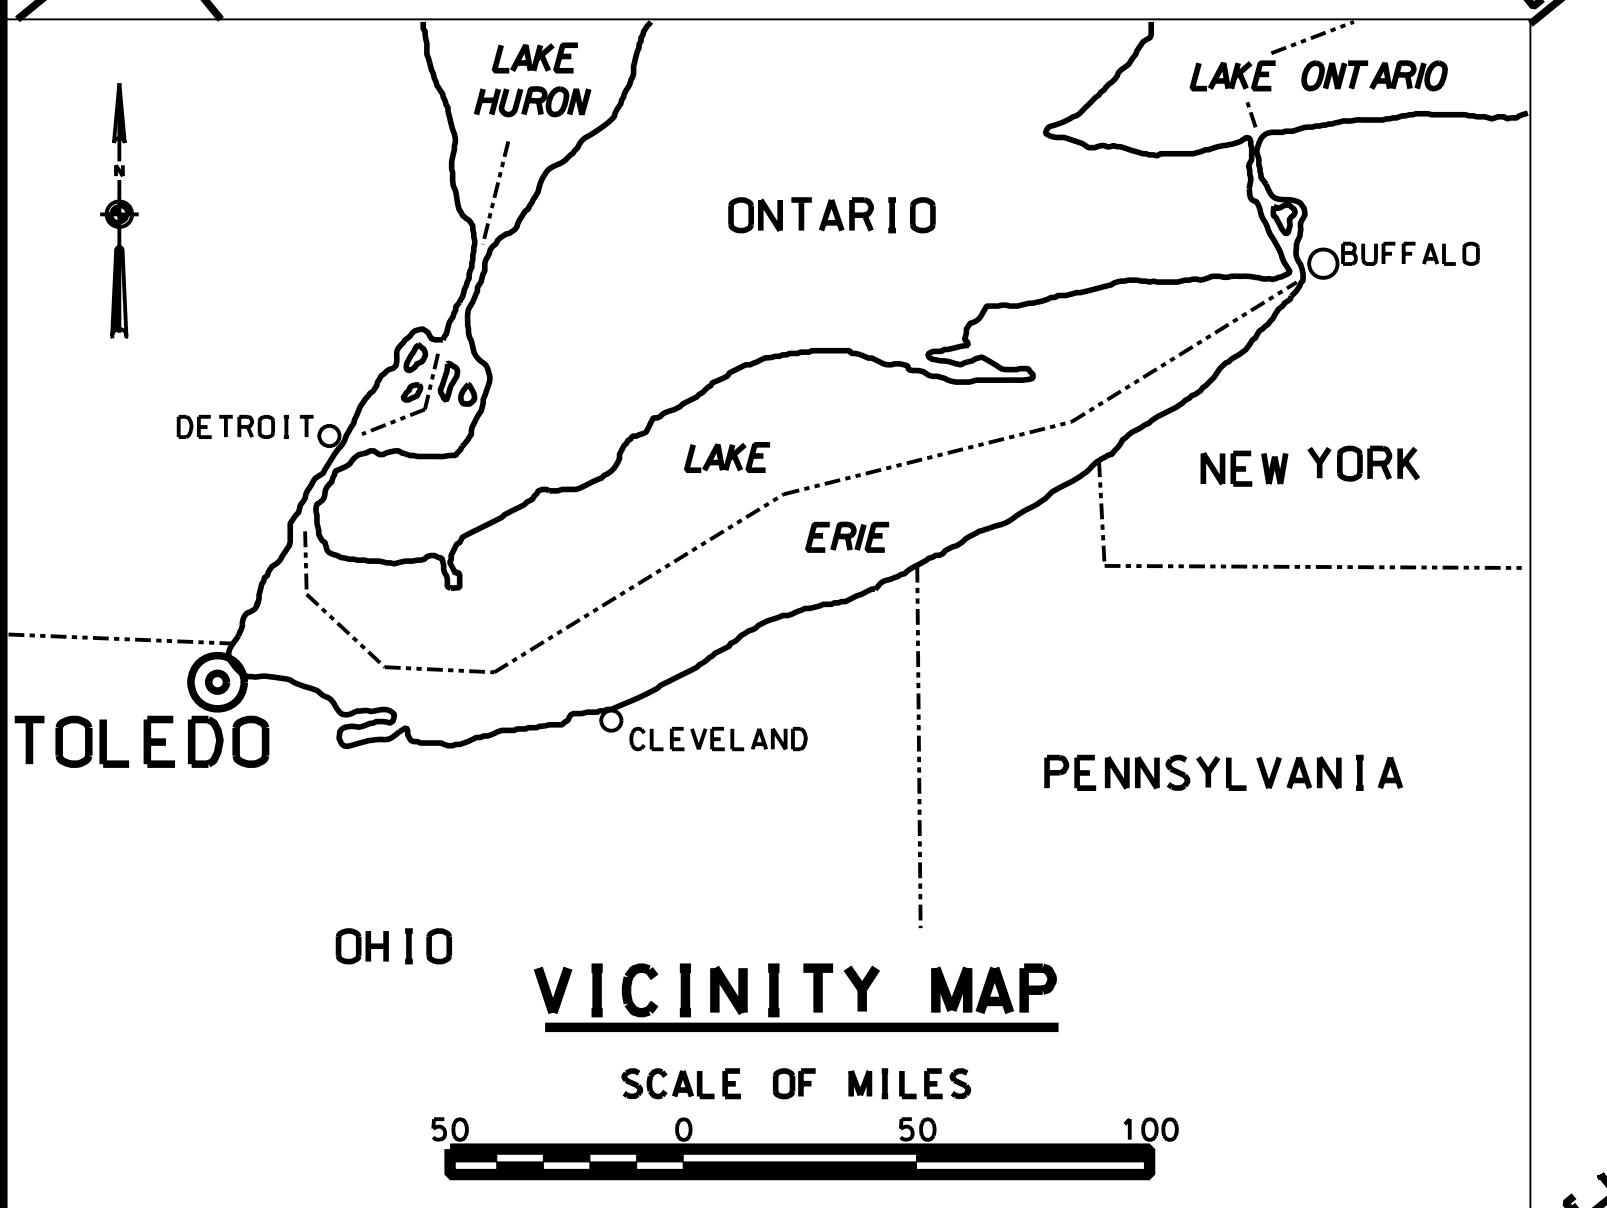 LAKE
HURON
LAKE ONTARIO
N
ONTARIO
BUFFALO
DETROIT
LAKE
ERIE
NEW YORK
TOLEDO
CLEVELAND
PENNSYLVANIA
OHIO
VICINITY MAP
SCALE OF MILES
50 0 50 100